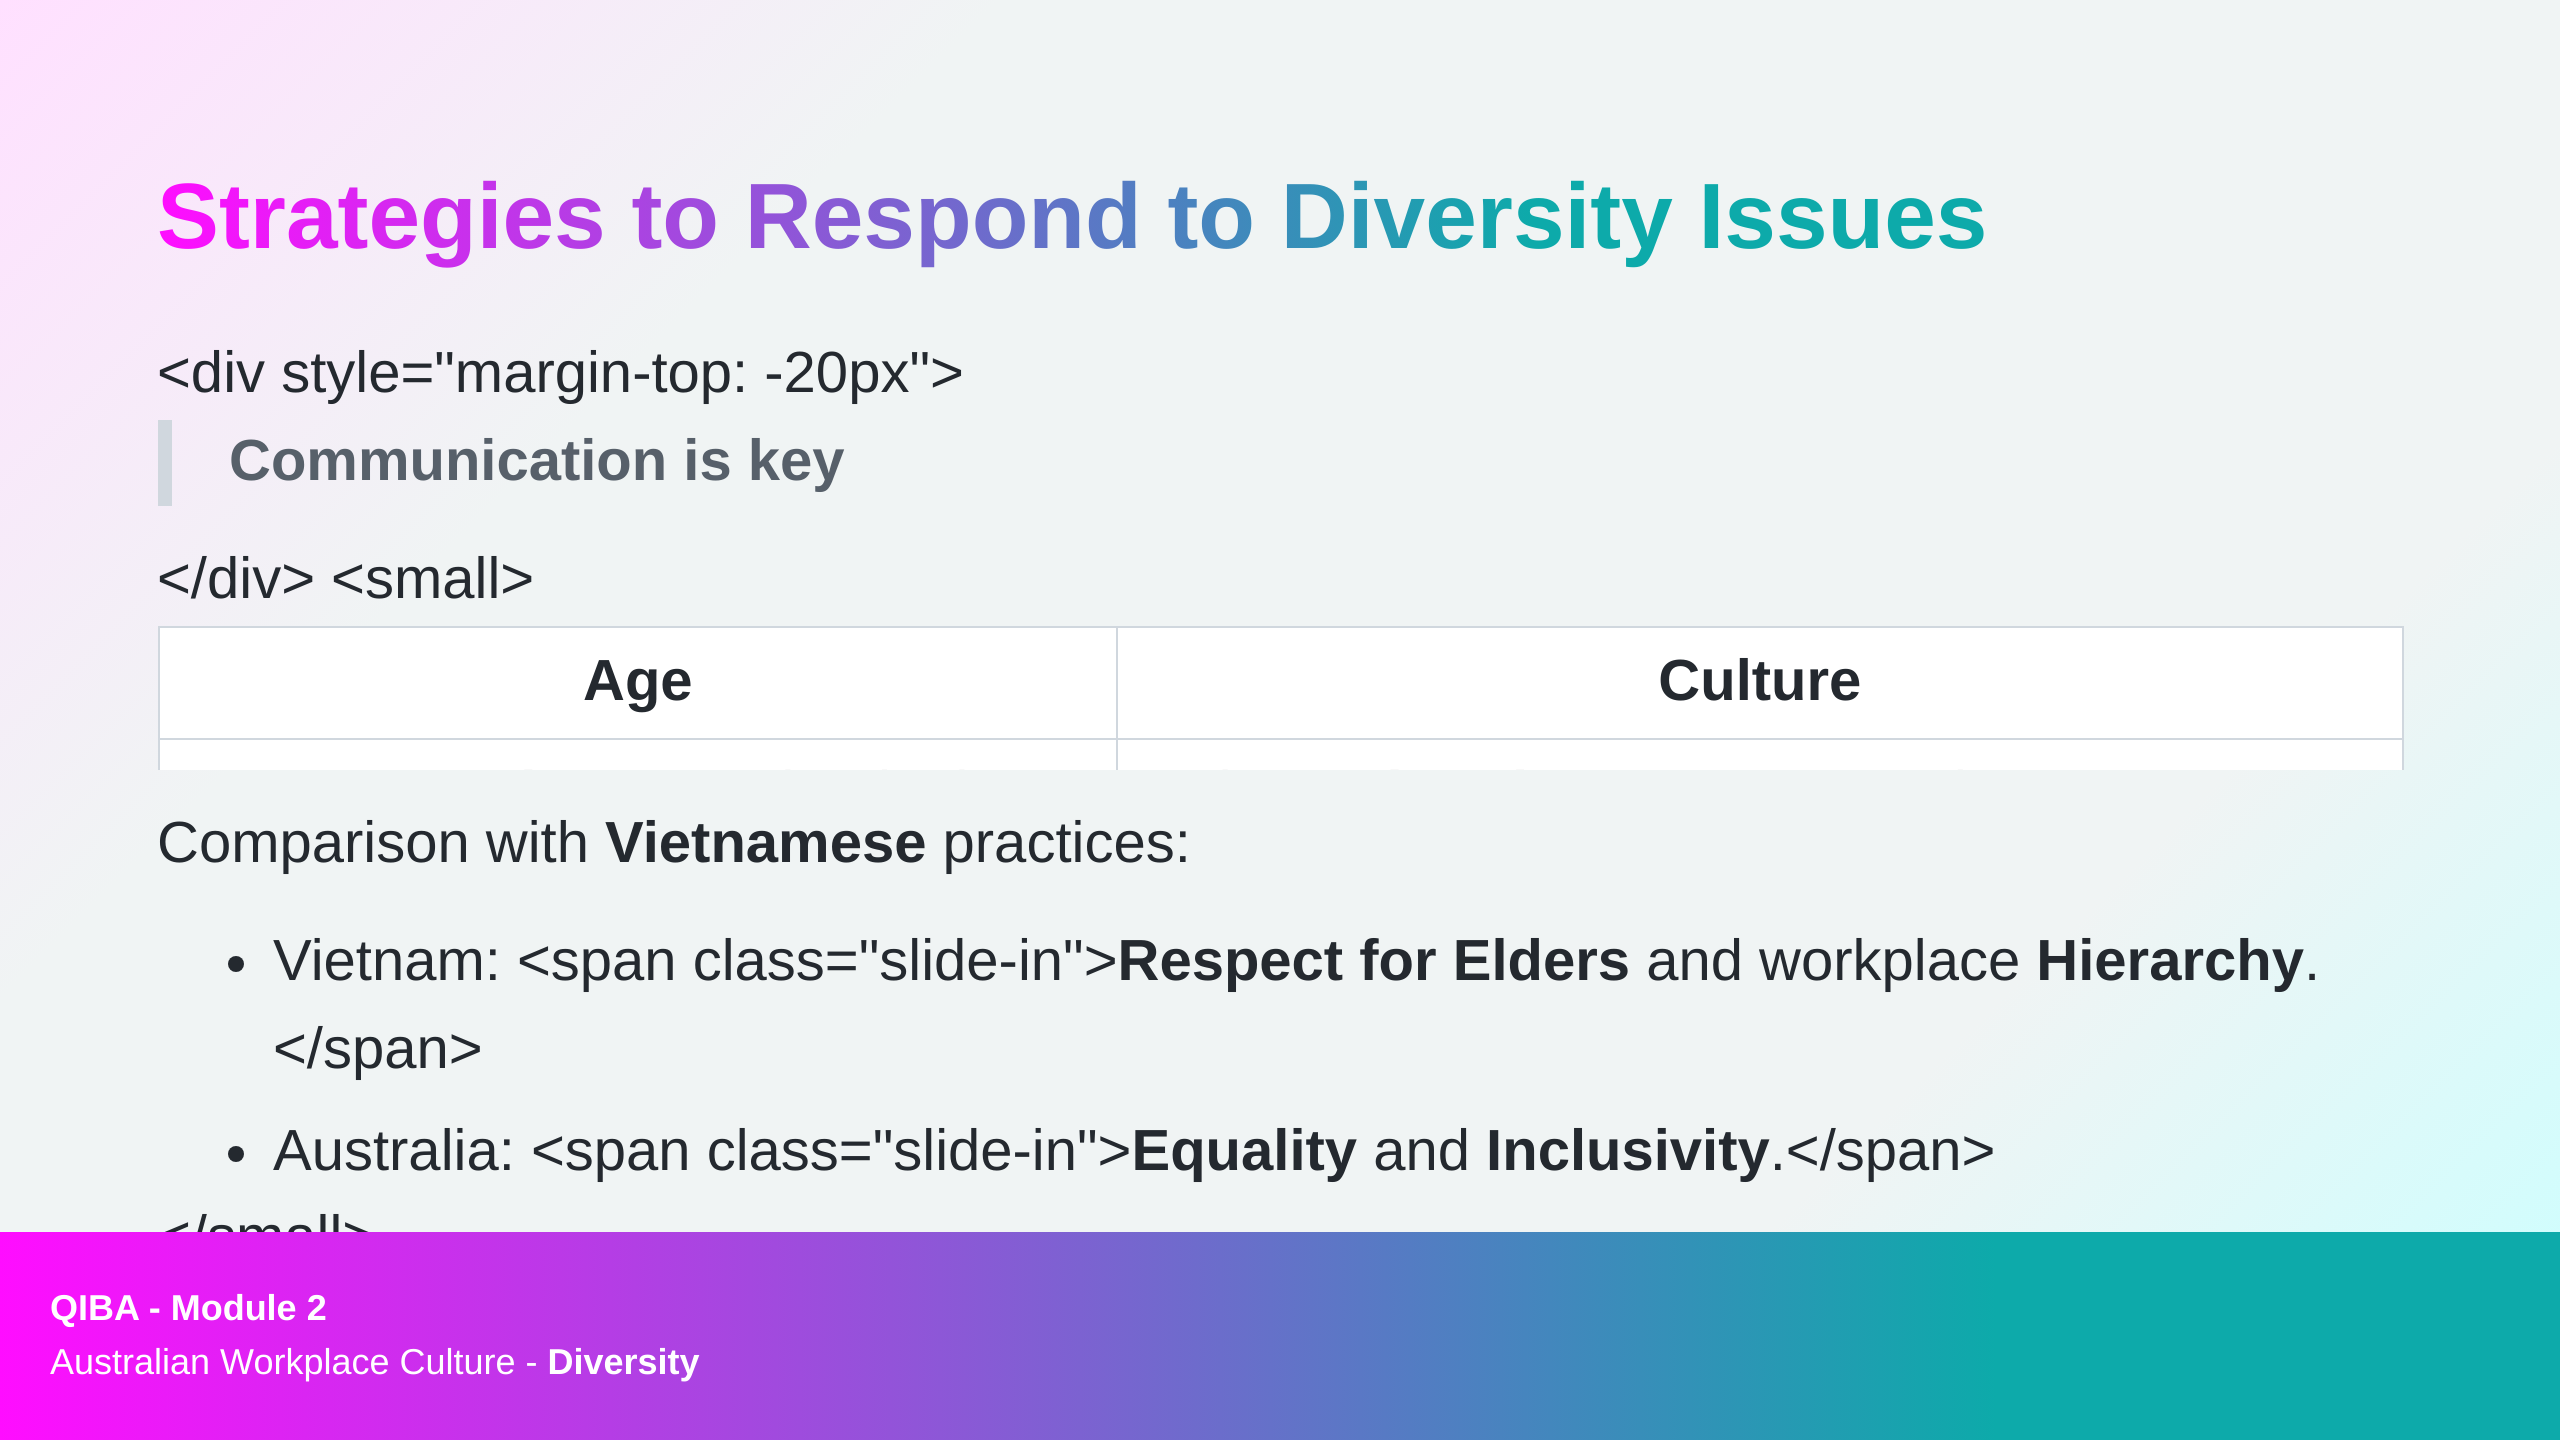 Strategies to Respond to Diversity Issues
<div style="margin-top: -20px">
Communication is key
</div> <small>
Age Culture
Comparison with Vietnamese practices:
• Vietnam: <span class="slide-in">Respect for Elders and workplace Hierarchy.
</span>
• Australia: <span class="slide-in">Equality and Inclusivity.</span>
</small>
QIBA - Module 2
Australian Workplace Culture - Diversity